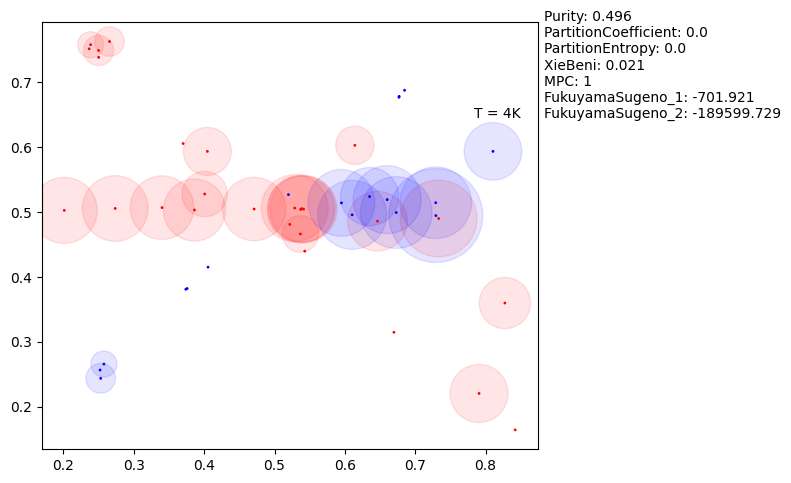 Purity: 0.496
PartitionCoefficient: 0.0
PartitionEntropy: 0.0
XieBeni: 0.021
MPC: 1
FukuyamaSugeno_1: -701.921
FukuyamaSugeno_2: -189599.729
T = 4K
0.7
0.6
0.5
0.4
0.3
0.2
0.2 0.3 0.4 0.5 0.6 0.7 0.8